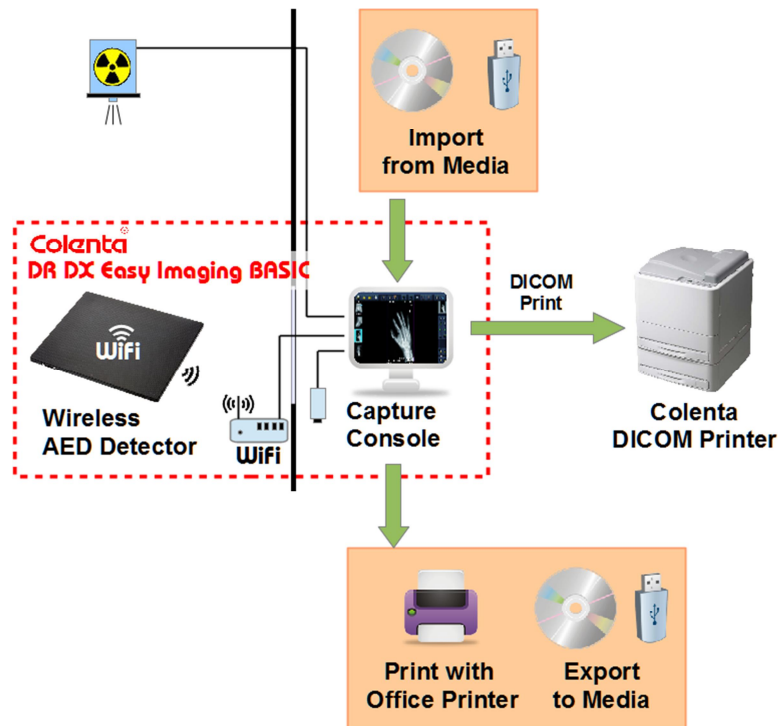 Import
from Media
Colenta®
DR DX Easy Imaging BASIC
DICOM
Print
WiFi
Wireless
AED Detector
WiFi
Capture
Console
Colenta
DICOM Printer
Print with
Office Printer
Export
to Media